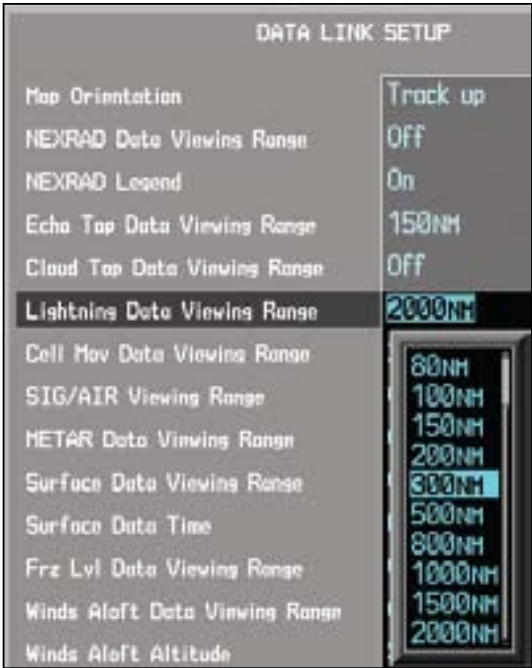 DATA LINK SETUP
Map Orientation Track up
NEXRAD Data Viewing Range Off
NEXRAD Legend On
Echo Top Data Viewing Range 150NM
Cloud Top Data Viewing Range Off
Lightning Data Viewing Range 2000NM
Cell Mov Data Viewing Range
SIG/AIR Viewing Range
METAR Data Viewing Range
Surface Data Viewing Range
Surface Data Time
Frz Lvl Data Viewing Range
Winds Aloft Data Viewing Range
Winds Aloft Altitude
80NM
100NM
150NM
200NM
300NM
500NM
800NM
1000NM
1500NM
2000NM